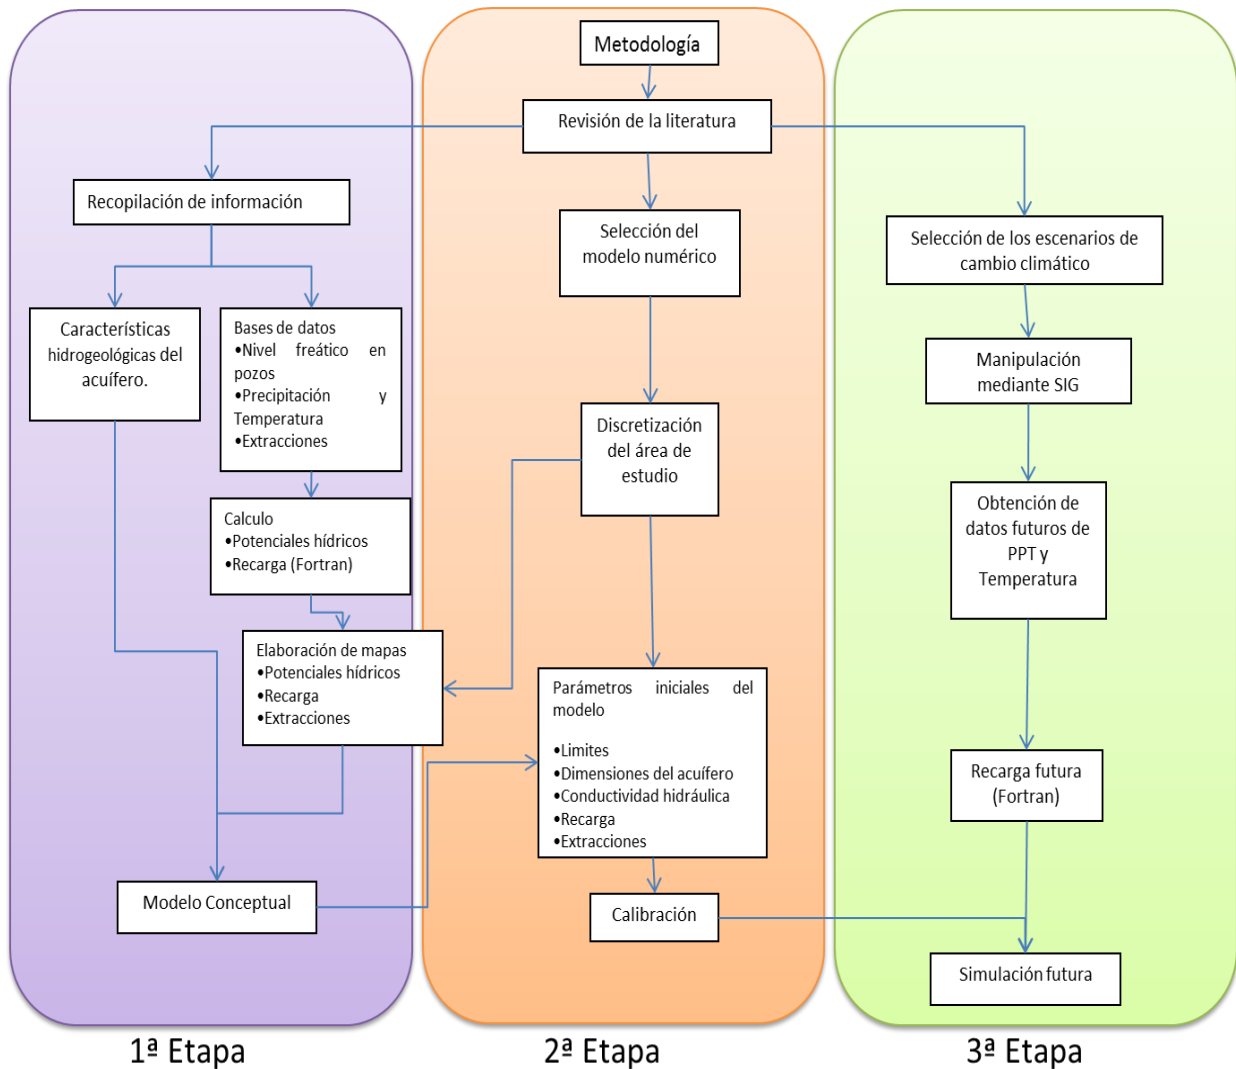 Metodología
Revisión de la literatura
Recopilación de información
Características
hidrogeológicas del
acuífero.
Bases de datos
•Nivel freático en
pozos
•Precipitación y
Temperatura
•Extracciones
Calculo
•Potenciales hídricos
•Recarga (Fortran)
Elaboración de mapas
•Potenciales hídricos
•Recarga
•Extracciones
Modelo Conceptual
Selección del
modelo numérico
Discretización
del área de
estudio
Parámetros iniciales del
modelo
•Limites
•Dimensiones del acuífero
•Conductividad hidráulica
•Recarga
•Extracciones
Calibración
Selección de los escenarios de
cambio climático
Manipulación
mediante SIG
Obtención de
datos futuros de
PPT y
Temperatura
Recarga futura
(Fortran)
Simulación futura
1ª Etapa
2ª Etapa
3ª Etapa